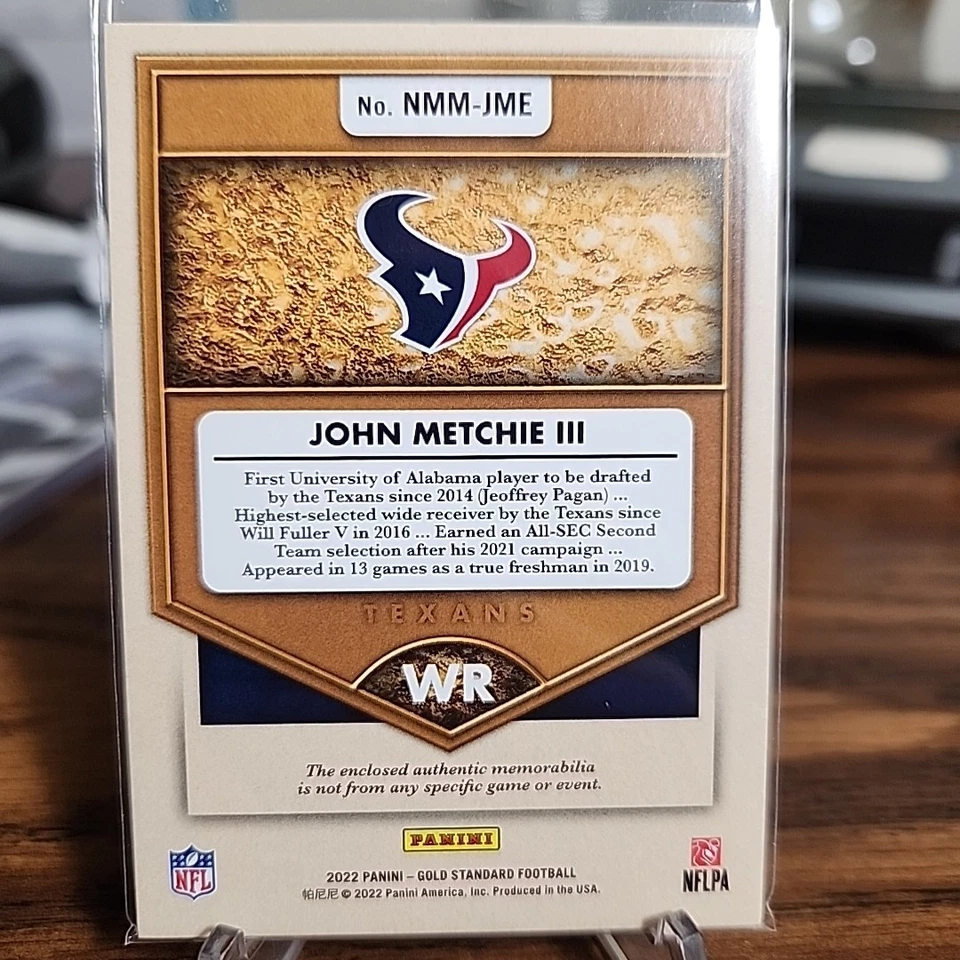 No. NMM-JME
JOHN METCHIE III
First University of Alabama player to be drafted
by the Texans since 2014 (Jeoffrey Pagan) ...
Highest-selected wide receiver by the Texans since
Will Fuller V in 2016 ... Earned an All-SEC Second
Team selection after his 2021 campaign ...
Appeared in 13 games as a true freshman in 2019.
TEXANS
WR
The enclosed authentic memorabilia
is not from any specific game or event.
PANINI
2022 PANINI – GOLD STANDARD FOOTBALL
帕尼尼 © 2022 Panini America, Inc. Produced in the USA.
NFL
NFLPA